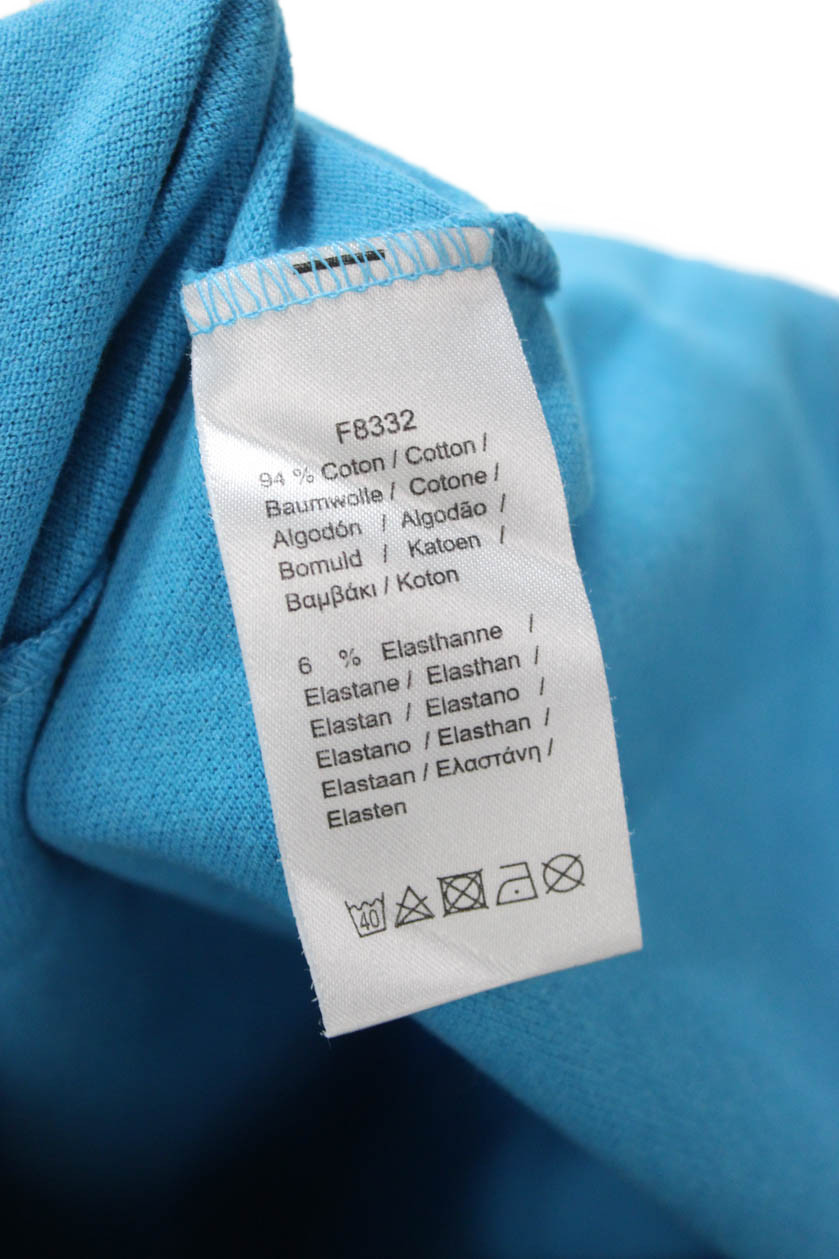 F8332
94 % Coton / Cotton /
Baumwolle / Cotone /
Algodón / Algodão /
Bomuld / Katoen /
Βαμβάκι / Koton
6 % Elasthanne /
Elastane / Elasthan /
Elastan / Elastano /
Elastano / Elasthan /
Elastaan / Ελαστάνη /
Elasten
40